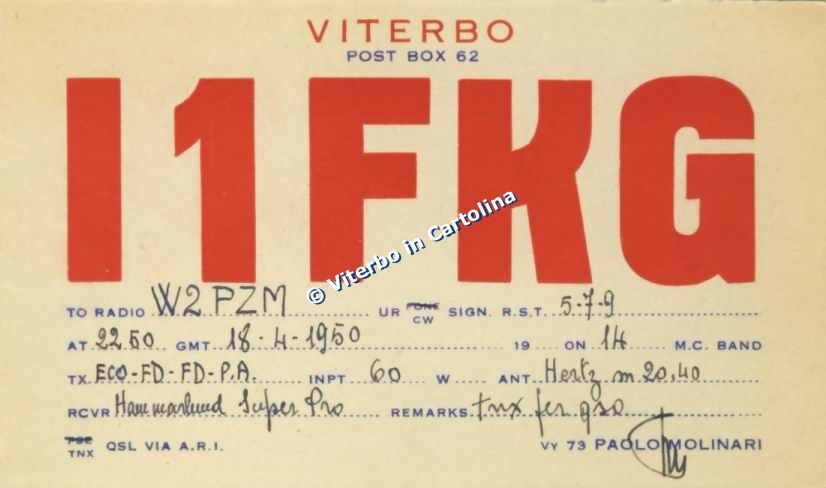 VITERBO
POST BOX 62
I1FKG
© Viterbo in Cartolina
TO RADIO W2PZM UR FONE CW SIGN. R.S.T. 5-7-9
AT 2250 GMT 18-4-1950 19 ON 14 M.C. BAND
TX ECO-FD-FD-P.A. INPT 60 W ANT Hertz m 20,40
RCVR Hammarlund Super Pro REMARKS tnx fer qso
PSE TNX QSL VIA A.R.I. VY 73 PAOLO MOLINARI